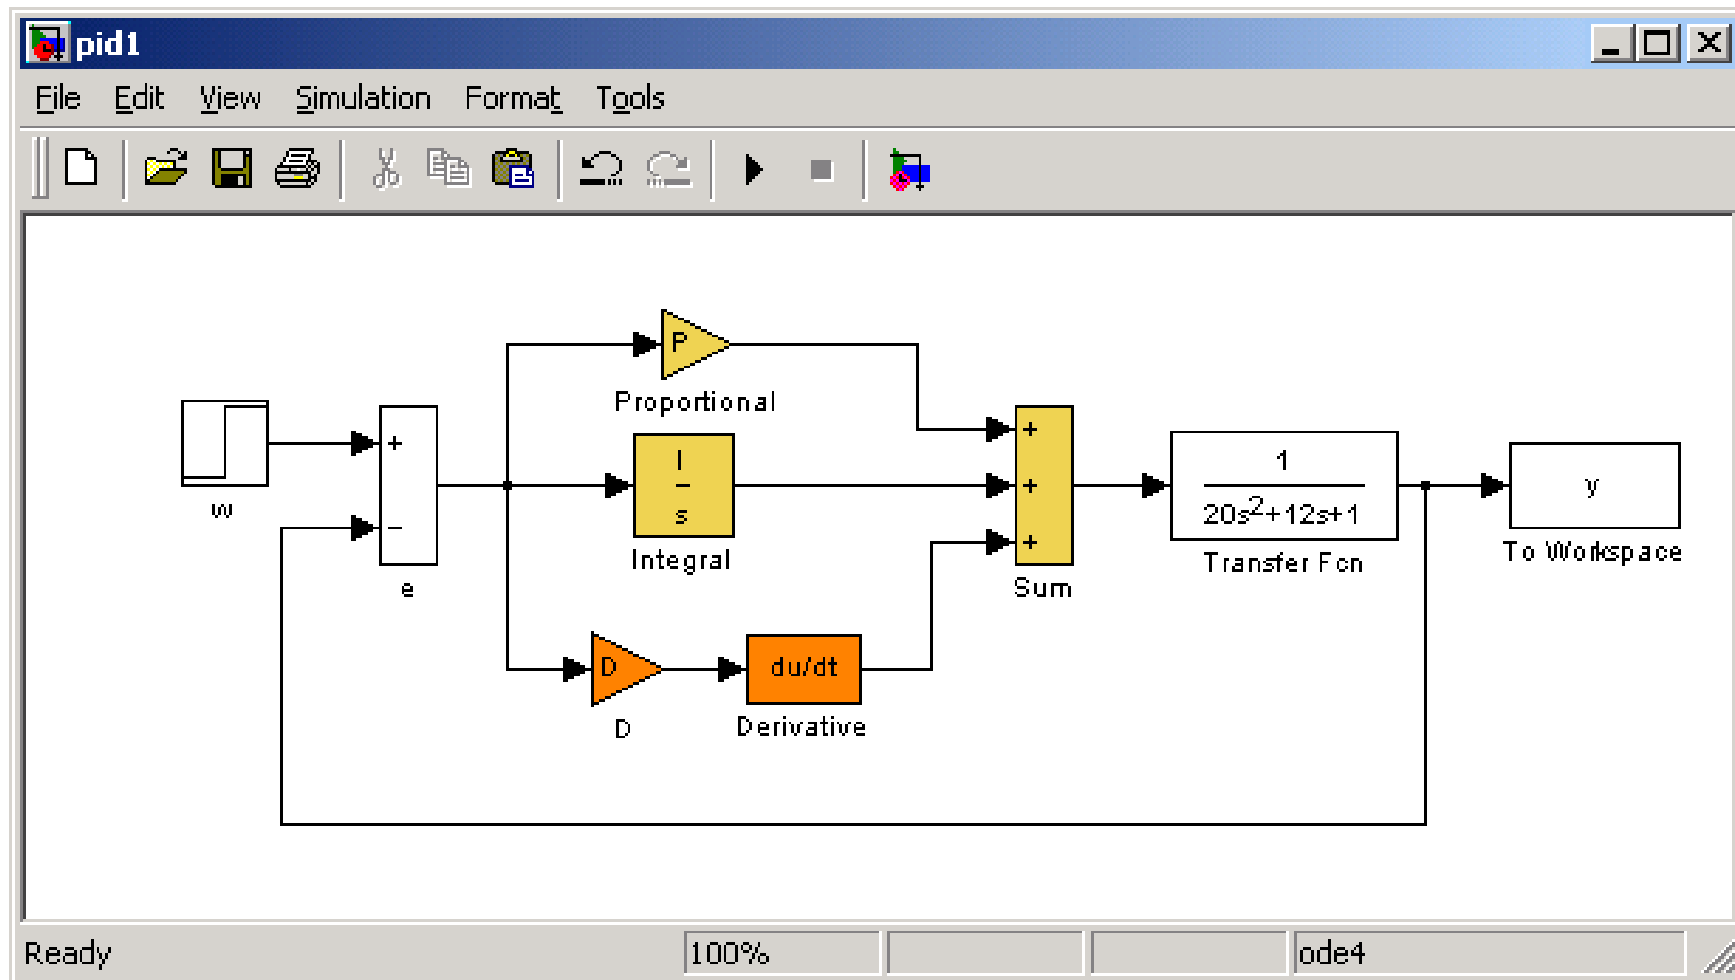 pid1
File Edit View Simulation Format Tools
P
Proportional
+
-
w
e
I
s
Integral
D
D
du/dt
Derivative
+
+
+
Sum
1
20s²+12s+1
Transfer Fcn
y
To Workspace
Ready 100% ode4